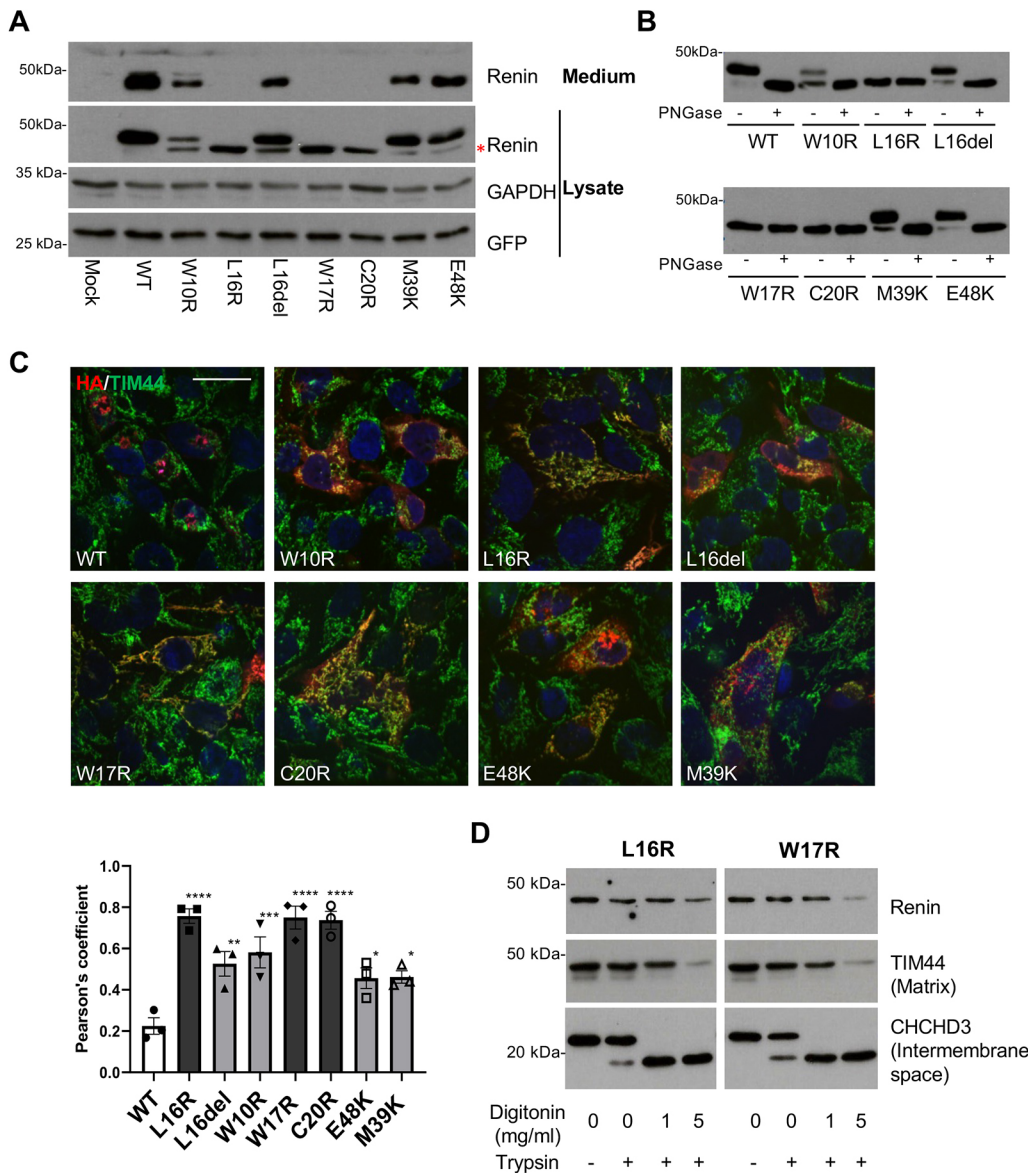 A
50kDa-
Renin
Medium
50kDa-
Renin
*
35 kDa-
GAPDH
Lysate
25 kDa-
GFP
Mock
WT
W10R
L16R
L16del
W17R
C20R
M39K
E48K
B
50kDa-
PNGase
- + - + - + - +
WT W10R L16R L16del
50kDa-
PNGase
- + - + - + - +
W17R C20R M39K E48K
C
HA/TIM44
WT
W10R
L16R
L16del
W17R
C20R
E48K
M39K
Pearson's coefficient
1.0
0.8
0.6
0.4
0.2
0.0
****
**
***
****
****
*
*
WT
L16R
L16del
W10R
W17R
C20R
E48K
M39K
D
L16R W17R
50 kDa-
Renin
50 kDa-
TIM44
(Matrix)
20 kDa-
CHCHD3
(Intermembrane
space)
Digitonin
(mg/ml)
0 0 1 5 0 0 1 5
Trypsin - + + + - + + +